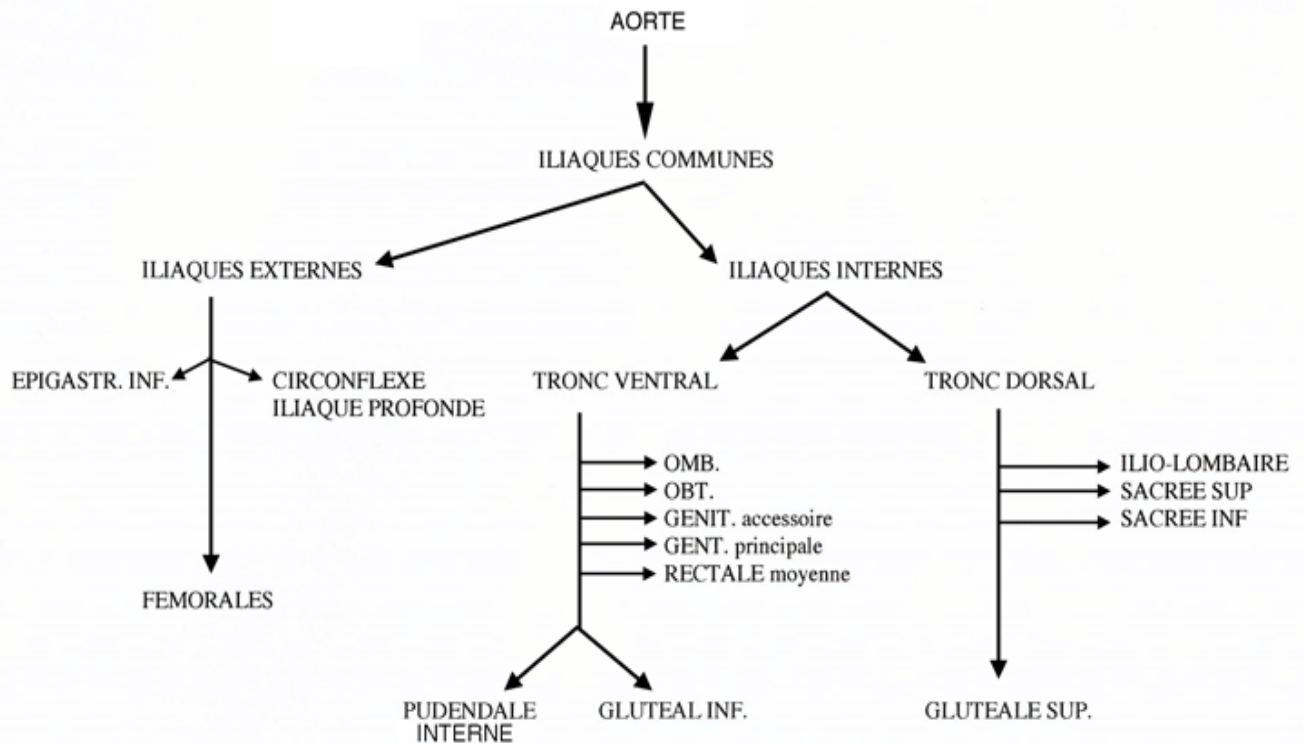 AORTE
ILIAQUES COMMUNES
ILIAQUES EXTERNES
ILIAQUES INTERNES
EPIGASTR. INF.
CIRCONFLEXE
ILIAQUE PROFONDE
TRONC VENTRAL
TRONC DORSAL
OMB.
OBT.
GENIT. accessoire
GENT. principale
RECTALE moyenne
ILIO-LOMBAIRE
SACREE SUP
SACREE INF
FEMORALES
PUDENDALE
INTERNE
GLUTEAL INF.
GLUTEALE SUP.